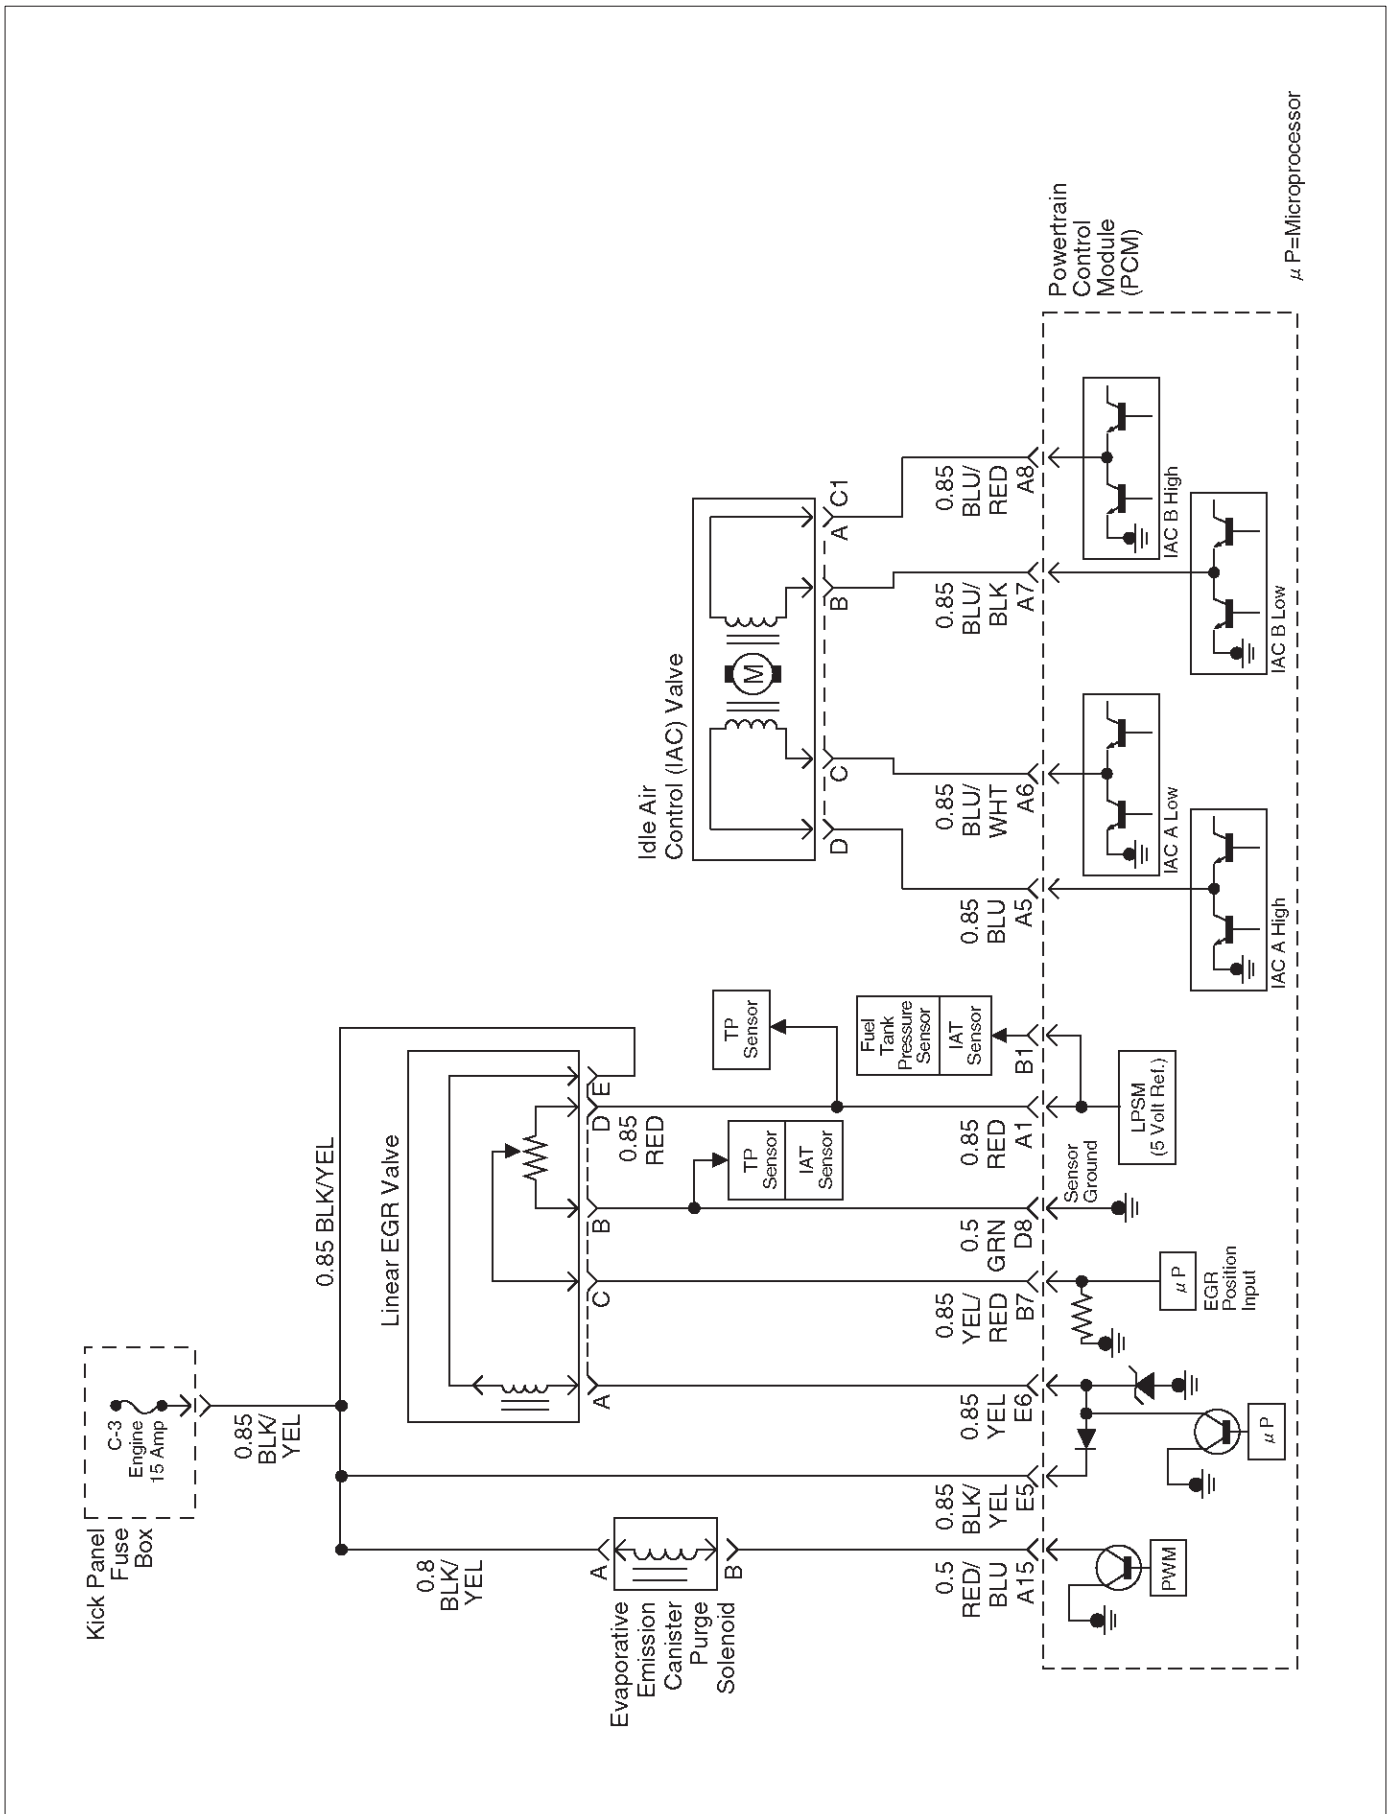 Kick Panel
Fuse
Box
C-3
Engine
15 Amp
0.85
BLK/
YEL
0.85 BLK/YEL
0.8
BLK/
YEL
Evaporative
Emission
Canister
Purge
Solenoid
A
B
Linear EGR Valve
A
C
B
D
E
0.85
RED
TP
Sensor
IAT
Sensor
TP
Sensor
Fuel
Tank
Pressure
Sensor
IAT
Sensor
Idle Air
Control (IAC) Valve
M
D
C
B
A
C1
0.5
RED/
BLU
A15
0.85
BLK/
YEL
E5
0.85
YEL
E6
0.85
YEL/
RED
B7
0.5
GRN
D8
0.85
RED
A1
B1
0.85
BLU
A5
0.85
BLU/
WHT
A6
0.85
BLU/
BLK
A7
0.85
BLU/
RED
A8
Powertrain
Control
Module
(PCM)
PWM
μ P
μ P
EGR
Position
Input
Sensor
Ground
LPSM
(5 Volt Ref.)
IAC A High
IAC A Low
IAC B Low
IAC B High
μ P=Microprocessor